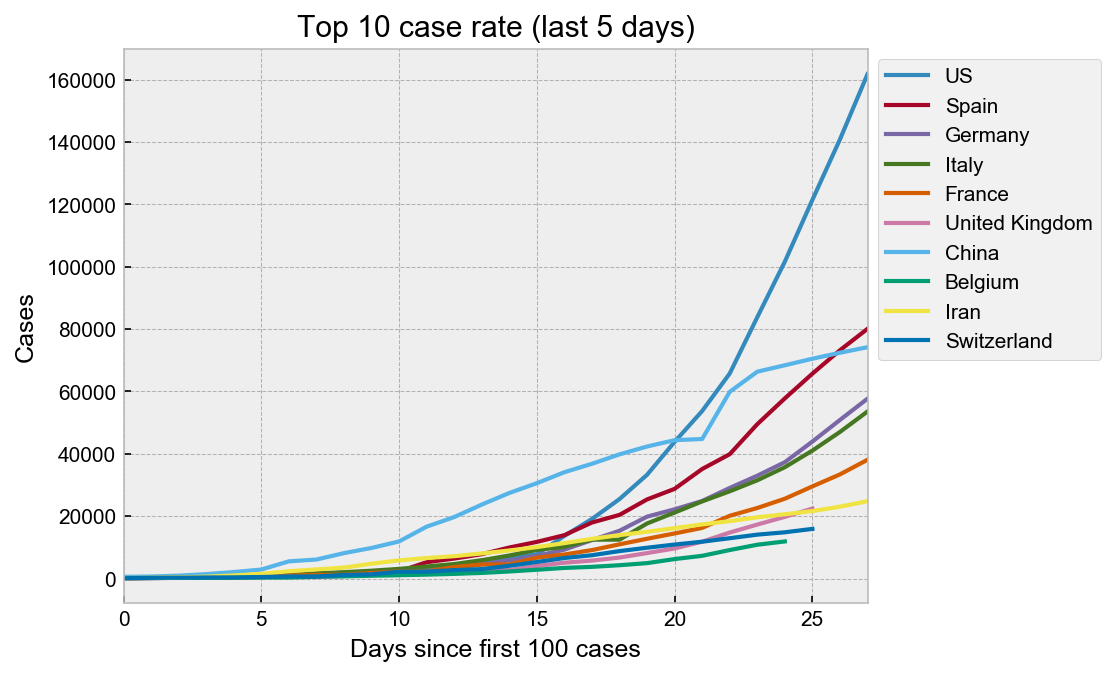 Top 10 case rate (last 5 days)
160000
140000
120000
100000
80000
60000
40000
20000
0
Cases
0 5 10 15 20 25
Days since first 100 cases
US
Spain
Germany
Italy
France
United Kingdom
China
Belgium
Iran
Switzerland